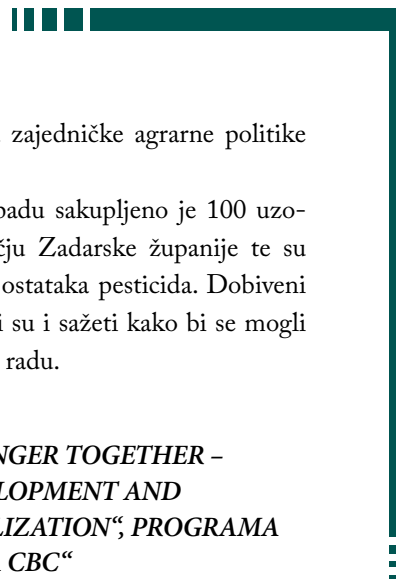 zajedničke agrarne politike
padu sakupljeno je 100 uzo-
čju Zadarske županije te su
ostataka pesticida. Dobiveni
i su i sažeti kako bi se mogli
radu.
NGER TOGETHER –
LOPMENT AND
LIZATION“, PROGRAMA
CBC“